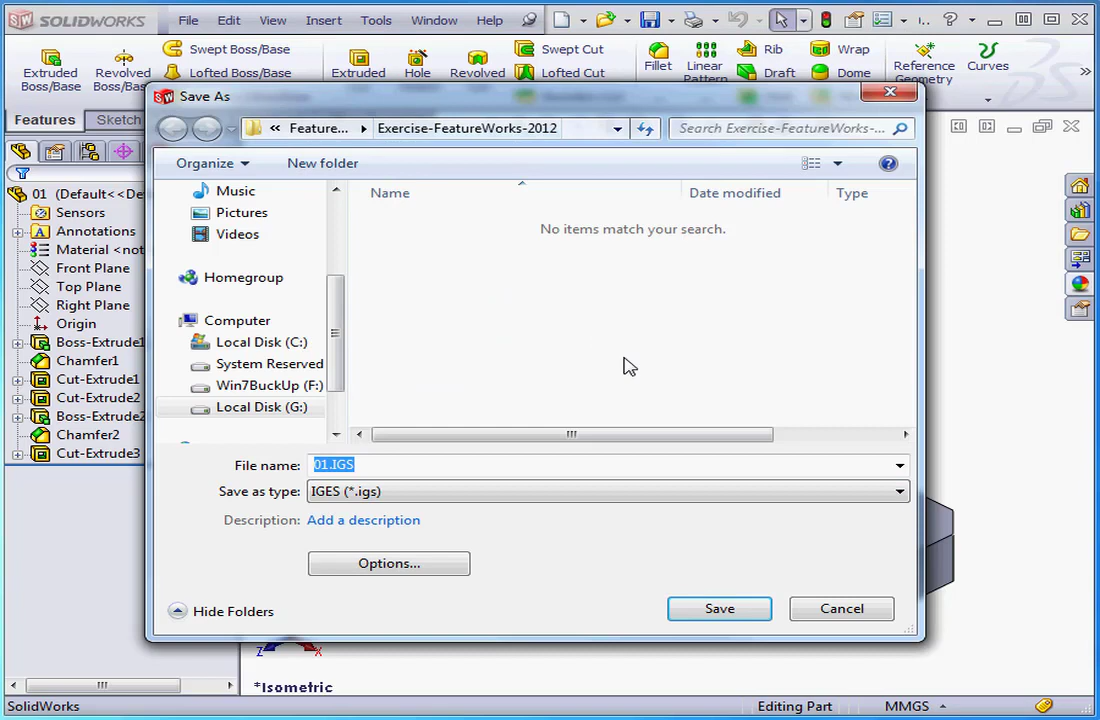 SOLIDWORKS File Edit View Insert Tools Window Help
Extruded Boss/Base
Revolved Boss/Base
Swept Boss/Base
Lofted Boss/Base
Extruded
Hole
Revolved
Swept Cut
Lofted Cut
Fillet
Linear Pattern
Rib
Draft
Wrap
Dome
Reference Geometry
Curves
Features Sketch
Save As
« Feature... Exercise-FeatureWorks-2012
Search Exercise-FeatureWorks-...
Organize New folder
Name Date modified Type
No items match your search.
Music
Pictures
Videos
Homegroup
Computer
Local Disk (C:)
System Reserved
Win7BuckUp (F:)
Local Disk (G:)
File name: 01.IGS
Save as type: IGES (*.igs)
Description: Add a description
Options...
Hide Folders
Save Cancel
01 (Default<<De
Sensors
Annotations
Material <not
Front Plane
Top Plane
Right Plane
Origin
Boss-Extrude1
Chamfer1
Cut-Extrude1
Cut-Extrude2
Boss-Extrude2
Chamfer2
Cut-Extrude3
Z X
*Isometric
SolidWorks Editing Part MMGS